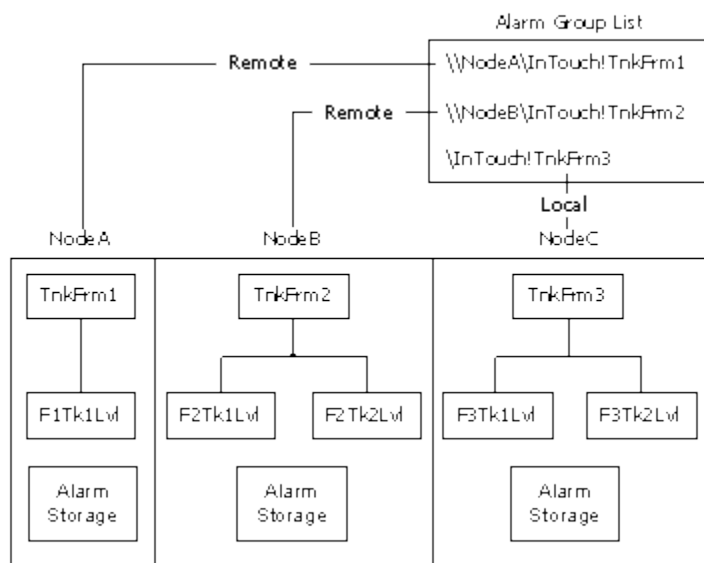 Alarm Group List
Remote
\\NodeA\InTouch!TnkFrm1
Remote
\\NodeB\InTouch!TnkFrm2
\InTouch!TnkFrm3
Local
NodeA
NodeB
NodeC
TnkFrm1
TnkFrm2
TnkFrm3
F1Tk1Lvl
F2Tk1Lvl
F2Tk2Lvl
F3Tk1Lvl
F3Tk2Lvl
Alarm
Storage
Alarm
Storage
Alarm
Storage